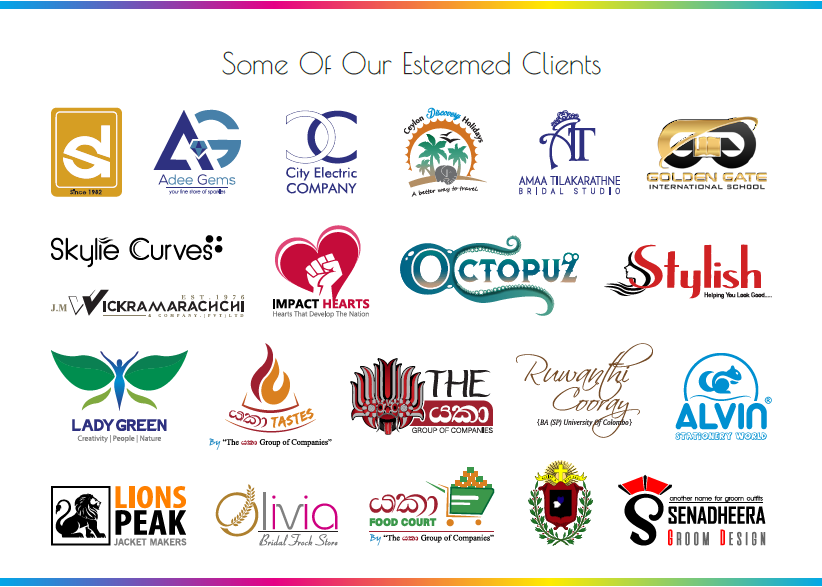 Some Of Our Esteemed Clients
Since 1982
Adee Gems
your fine store of sparkles
City Electric
COMPANY
Ceylon Discovery Holidays
A better way to travel
AT
AMAA TILAKARATHNE
BRIDAL STUDIO
GOLDEN GATE
INTERNATIONAL SCHOOL
Skylie Curves
EST. 1976
J.M WICKRAMARACHCHI
& COMPANY. (PVT) LTD
IMPACT HEARTS
Hearts That Develop The Nation
OCTOPUZ
Stylish
Helping You Look Good....
LADY GREEN
Creativity | People | Nature
යකා TASTES
By "The යකා Group of Companies"
THE
යකා
GROUP OF COMPANIES
Ruwanthi
Cooray
{BA (SP) University Of Colombo}
ALVIN®
STATIONERY WORLD
LIONS
PEAK
JACKET MAKERS
Olivia
Bridal Frock Store
යකා
FOOD COURT
By "The යකා Group of Companies"
another name for groom outfits
SENADHEERA
GROOM DESIGN